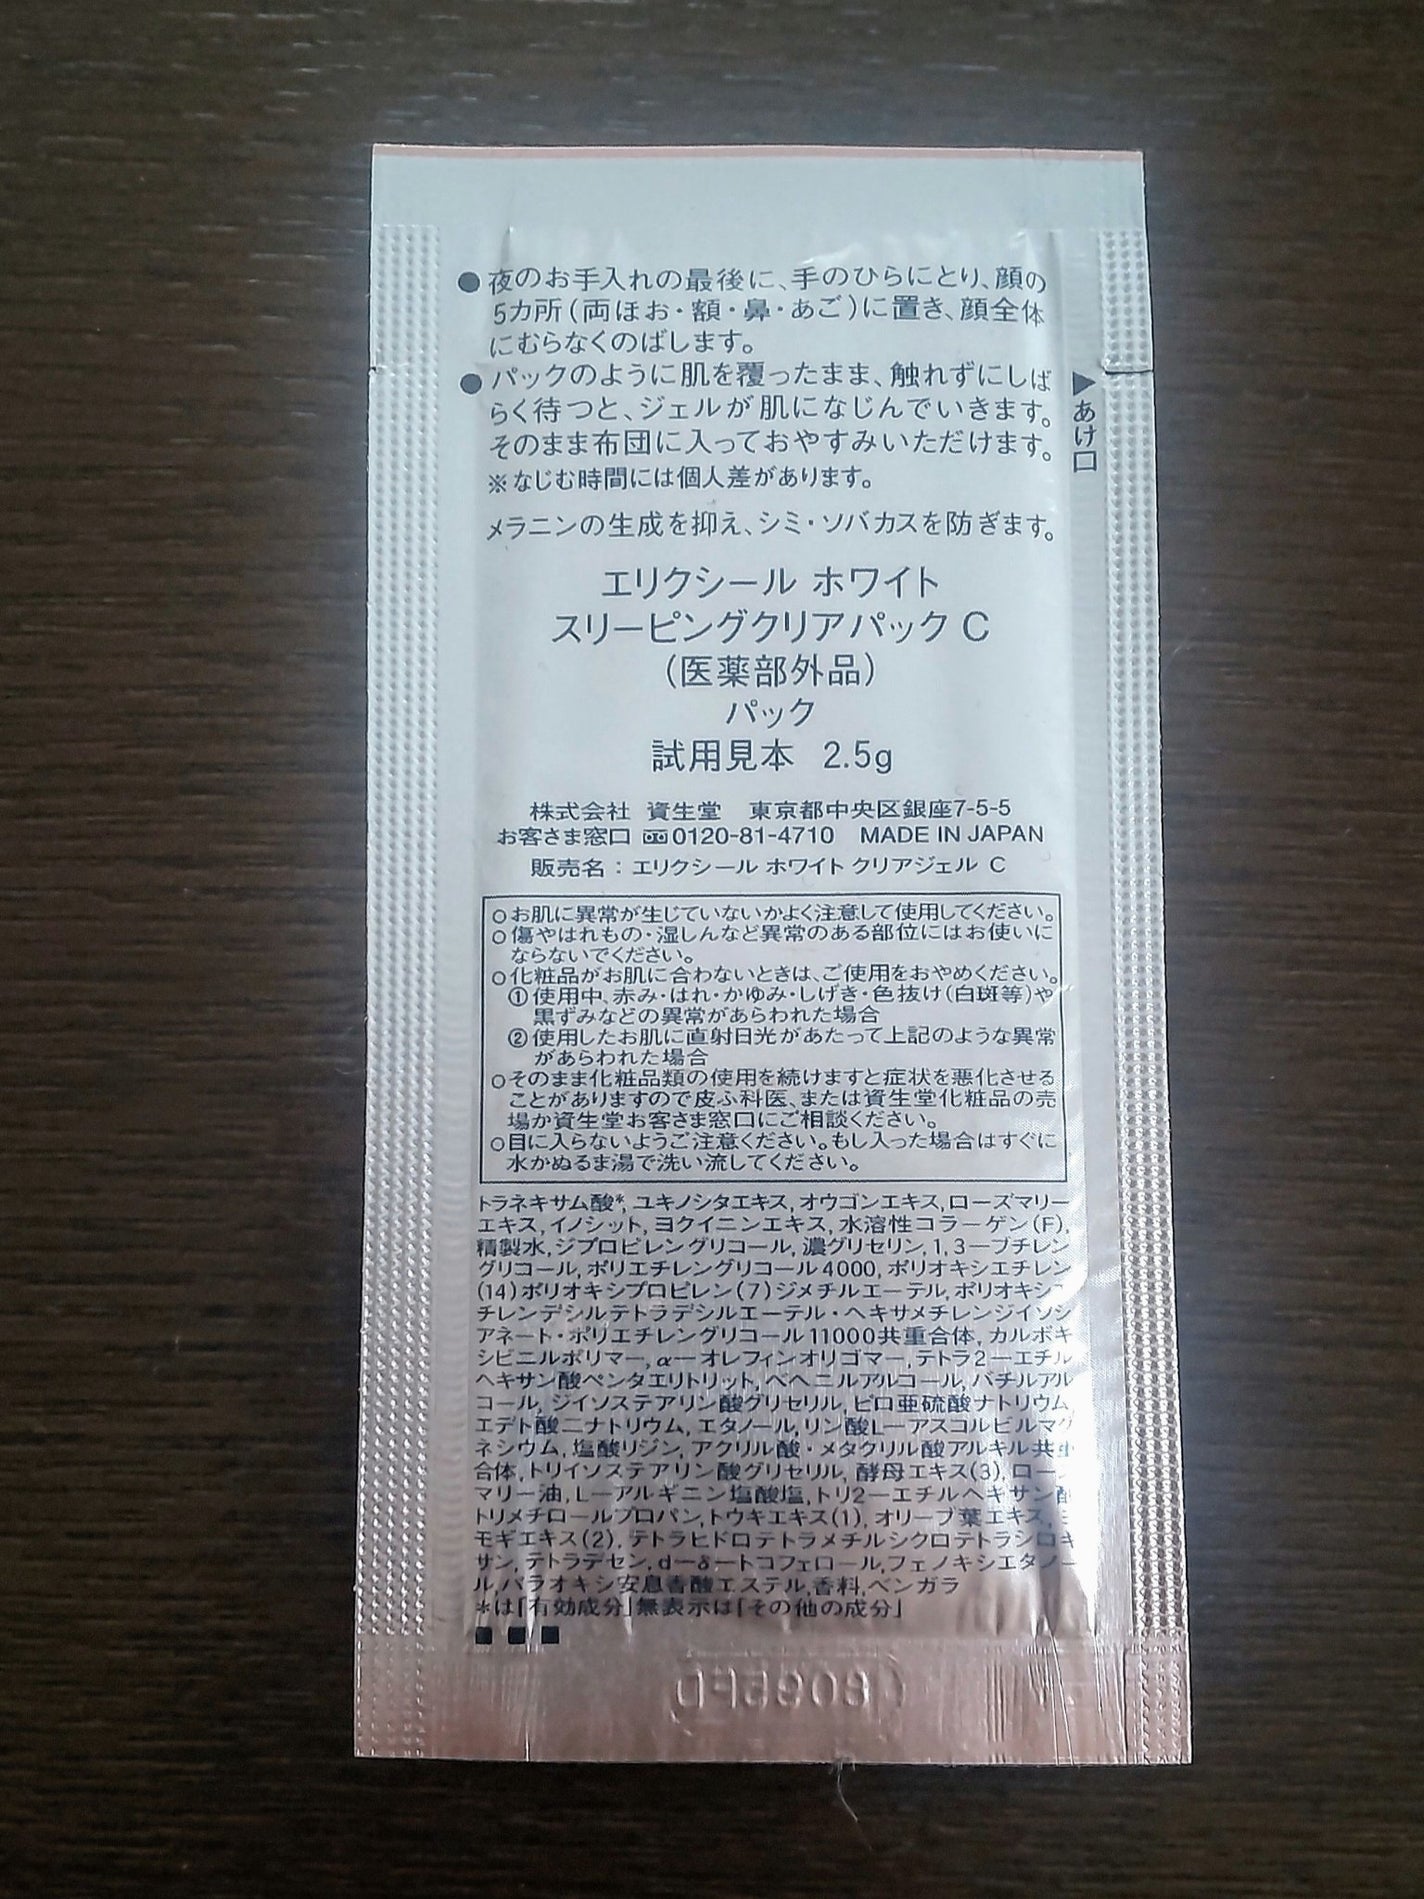 ●夜のお手入れの最後に、手のひらにとり、顔の
5カ所(両ほお・額・鼻・あご)に置き、顔全体
にむらなくのばします。
●パックのように肌を覆ったまま、触れずにしば
らく待つと、ジェルが肌になじんでいきます。
そのまま布団に入っておやすみいただけます。
※なじむ時間には個人差があります。
▶あけ口
メラニンの生成を抑え、シミ・ソバカスを防ぎます。
エリクシール ホワイト
スリーピングクリアパック C
(医薬部外品)
パック
試用見本 2.5g
株式会社 資生堂 東京都中央区銀座7-5-5
お客さま窓口 0120-81-4710 MADE IN JAPAN
販売名:エリクシール ホワイト クリアジェル C
○お肌に異常が生じていないかよく注意して使用してください。
○傷やはれもの・湿しんなど異常のある部位にはお使いに
ならないでください。
○化粧品がお肌に合わないときは、ご使用をおやめください。
①使用中、赤み・はれ・かゆみ・しげき・色抜け(白斑等)や
黒ずみなどの異常があらわれた場合
②使用したお肌に直射日光があたって上記のような異常
があらわれた場合
○そのまま化粧品類の使用を続けますと症状を悪化させる
ことがありますので皮ふ科医、または資生堂化粧品の売
場か資生堂お客さま窓口にご相談ください。
○目に入らないようご注意ください。もし入った場合はすぐに
水かぬるま湯で洗い流してください。
トラネキサム酸*, ユキノシタエキス, オウゴンエキス, ローズマリー
エキス, イノシット, ヨクイニンエキス, 水溶性コラーゲン(F),
精製水, ジプロピレングリコール, 濃グリセリン, 1, 3ーブチレン
グリコール, ポリエチレングリコール4000, ポリオキシエチレン
(14)ポリオキシプロピレン(7)ジメチルエーテル, ポリオキシエ
チレンデシルテトラデシルエーテル・ヘキサメチレンジイソシ
アネート・ポリエチレングリコール11000共重合体, カルボキ
シビニルポリマー, αーオレフィンオリゴマー, テトラ2ーエチル
ヘキサン酸ペンタエリトリット, ベヘニルアルコール, バチルアル
コール, ジイソステアリン酸グリセリル, ピロ亜硫酸ナトリウム,
エデト酸二ナトリウム, エタノール, リン酸Lーアスコルビルマグ
ネシウム, 塩酸リジン, アクリル酸・メタクリル酸アルキル共重
合体, トリイソステアリン酸グリセリル, 酵母エキス(3), ローズ
マリー油, Lーアルギニン塩酸塩, トリ2ーエチルヘキサン酸
トリメチロールプロパン, トウキエキス(1), オリーブ葉エキス, ヨ
モギエキス(2), テトラヒドロテトラメチルシクロテトラシロキ
サン, テトラデセン, dーδートコフェロール, フェノキシエタノー
ル, パラオキシ安息香酸エステル, 香料, ベンガラ
*は「有効成分」無表示は「その他の成分」